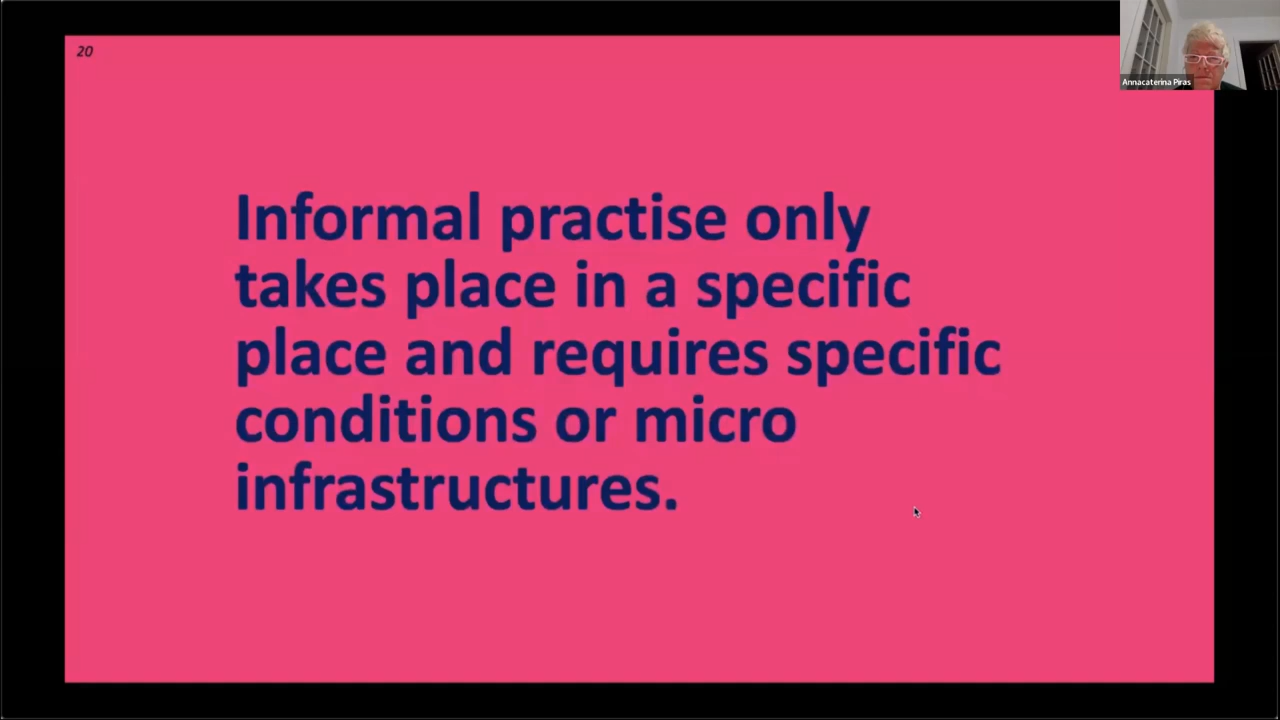 20
Annacaterina Piras
Informal practise only
takes place in a specific
place and requires specific
conditions or micro
infrastructures.